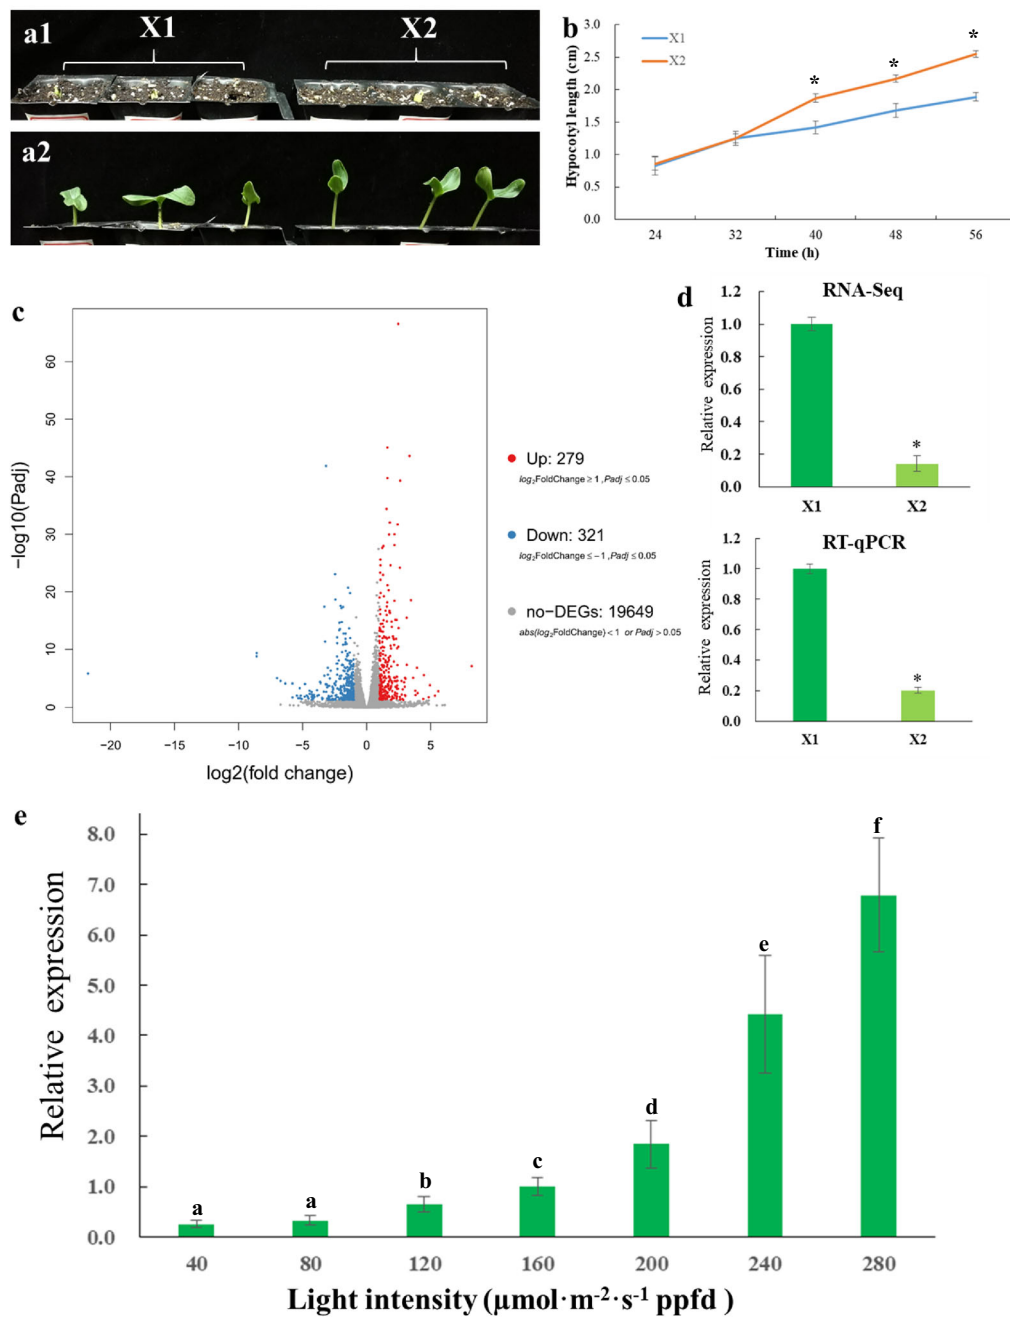 a1
X1
X2
a2
b
Hypocotyl length (cm)
3.0
2.5
2.0
1.5
1.0
0.5
0.0
X1
X2
*
*
*
24
32
40
48
56
Time (h)
c
−log10(Padj)
60
50
40
30
20
10
0
−20
−15
−10
−5
0
5
log2(fold change)
Up: 279
log₂FoldChange ≥ 1 , Padj ≤ 0.05
Down: 321
log₂FoldChange ≤ −1 , Padj ≤ 0.05
no−DEGs: 19649
abs(log₂FoldChange) < 1 or Padj > 0.05
d
RNA-Seq
Relative expression
1.2
1.0
0.8
0.6
0.4
0.2
0.0
*
X1
X2
RT-qPCR
Relative expression
1.2
1.0
0.8
0.6
0.4
0.2
0.0
*
X1
X2
e
Relative expression
8.0
7.0
6.0
5.0
4.0
3.0
2.0
1.0
0.0
a
a
b
c
d
e
f
40
80
120
160
200
240
280
Light intensity (μmol·m⁻²·s⁻¹ ppfd )